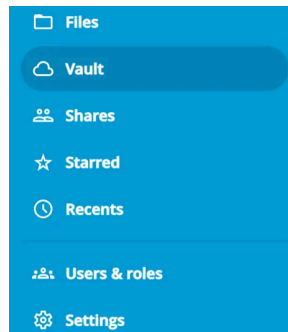 Files
Vault
Shares
Starred
Recents
Users & roles
Settings